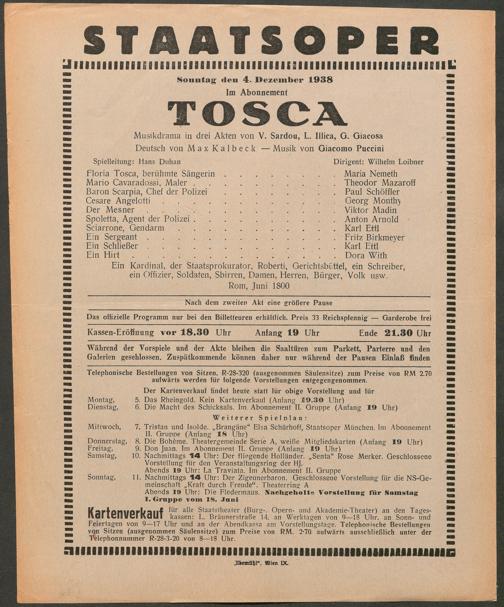 STAATSOPER
Sonntag den 4. Dezember 1938
Im Abonnement
TOSCA
Musikdrama in drei Akten von V. Sardou, L. Illica, G. Giacosa
Deutsch von Max Kalbeck — Musik von Giacomo Puccini
Spielleitung: Hans Duhan Dirigent: Wilhelm Loibner
Floria Tosca, berühmte Sängerin . . . . . . Maria Nemeth
Mario Cavaradossi, Maler . . . . . . Theodor Mazaroff
Baron Scarpia, Chef der Polizei . . . . . . Paul Schöffler
Cesare Angelotti . . . . . . Georg Monthy
Der Mesner . . . . . . Viktor Madin
Spoletta, Agent der Polizei . . . . . . Anton Arnold
Sciarrone, Gendarm . . . . . . Karl Ettl
Ein Sergeant . . . . . . Fritz Birkmeyer
Ein Schließer . . . . . . Karl Ettl
Ein Hirt . . . . . . Dora With
Ein Kardinal, der Staatsprokurator, Roberti, Gerichtsbüttel, ein Schreiber,
ein Offizier, Soldaten, Sbirren, Damen, Herren, Bürger, Volk usw.
Rom, Juni 1800
Nach dem zweiten Akt eine größere Pause
Das offizielle Programm nur bei den Billetteuren erhältlich. Preis 33 Reichspfennig — Garderobe frei
Kassen-Eröffnung vor 18.30 Uhr Anfang 19 Uhr Ende 21.30 Uhr
Während der Vorspiele und der Akte bleiben die Saaltüren zum Parkett, Parterre und den
Galerien geschlossen. Zuspätkommende können daher nur während der Pausen Einlaß finden
Telephonische Bestellungen von Sitzen, R-28-320 (ausgenommen Säulensitze) zum Preise von RM 2.70
aufwärts werden für folgende Vorstellungen entgegengenommen.
Der Kartenverkauf findet heute statt für obige Vorstellung und für
Montag, 5. Das Rheingold. Kein Kartenverkauf (Anfang 19.30 Uhr)
Dienstag, 6. Die Macht des Schicksals. Im Abonnement II. Gruppe (Anfang 19 Uhr)
Weiterer Spielplan:
Mittwoch, 7. Tristan und Isolde. „Brangäne“ Elsa Schürhoff, Staatsoper München. Im Abonnement
II. Gruppe (Anfang 18 Uhr)
Donnerstag, 8. Die Bohème. Theatergemeinde Serie A, weiße Mitgliedskarten (Anfang 19 Uhr)
Freitag, 9. Don Juan. Im Abonnement II. Gruppe (Anfang 19 Uhr)
Samstag, 10. Nachmittags 14 Uhr: Der fliegende Holländer. „Senta“ Rose Merker. Geschlossene
Vorstellung für den Veranstaltungsring der HJ.
Abends 19 Uhr: La Traviata. Im Abonnement II. Gruppe
Sonntag, 11. Nachmittags 14 Uhr: Der Zigeunerbaron. Geschlossene Vorstellung für die NS-Ge-
meinschaft „Kraft durch Freude“. Theaterring A
Abends 19 Uhr: Die Fledermaus. Nachgeholte Vorstellung für Samstag
I. Gruppe vom 18. Juni
Kartenverkauf für alle Staatstheater (Burg-, Opern- und Akademie-Theater) an den Tages-
kassen: I., Bräunerstraße 14, an Werktagen von 9—18 Uhr, an Sonn- und
Feiertagen von 9—17 Uhr und an der Abendkassa am Vorstellungstage. Telephonische Bestellungen
von Sitzen (ausgenommen Säulensitze) zum Preise von RM. 2·70 aufwärts ausschließlich unter der
Telephonnummer R-28-3-20 von 8—18 Uhr.
Wien IX.